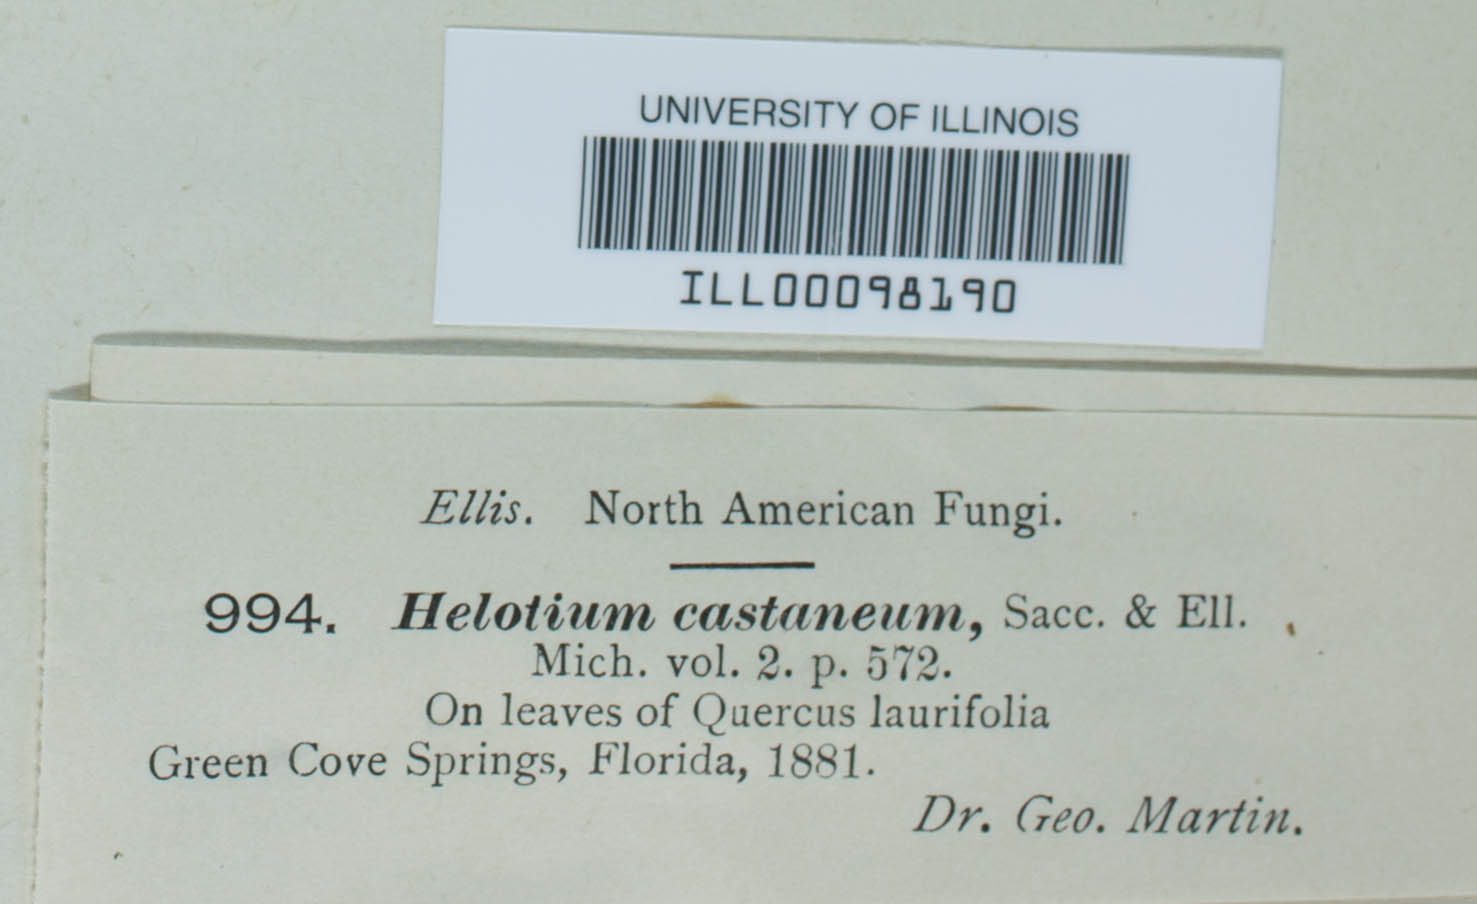 UNIVERSITY OF ILLINOIS
ILL00098190
Ellis. North American Fungi.
994. Helotium castaneum, Sacc. & Ell.
Mich. vol. 2. p. 572.
On leaves of Quercus laurifolia
Green Cove Springs, Florida, 1881.
Dr. Geo. Martin.